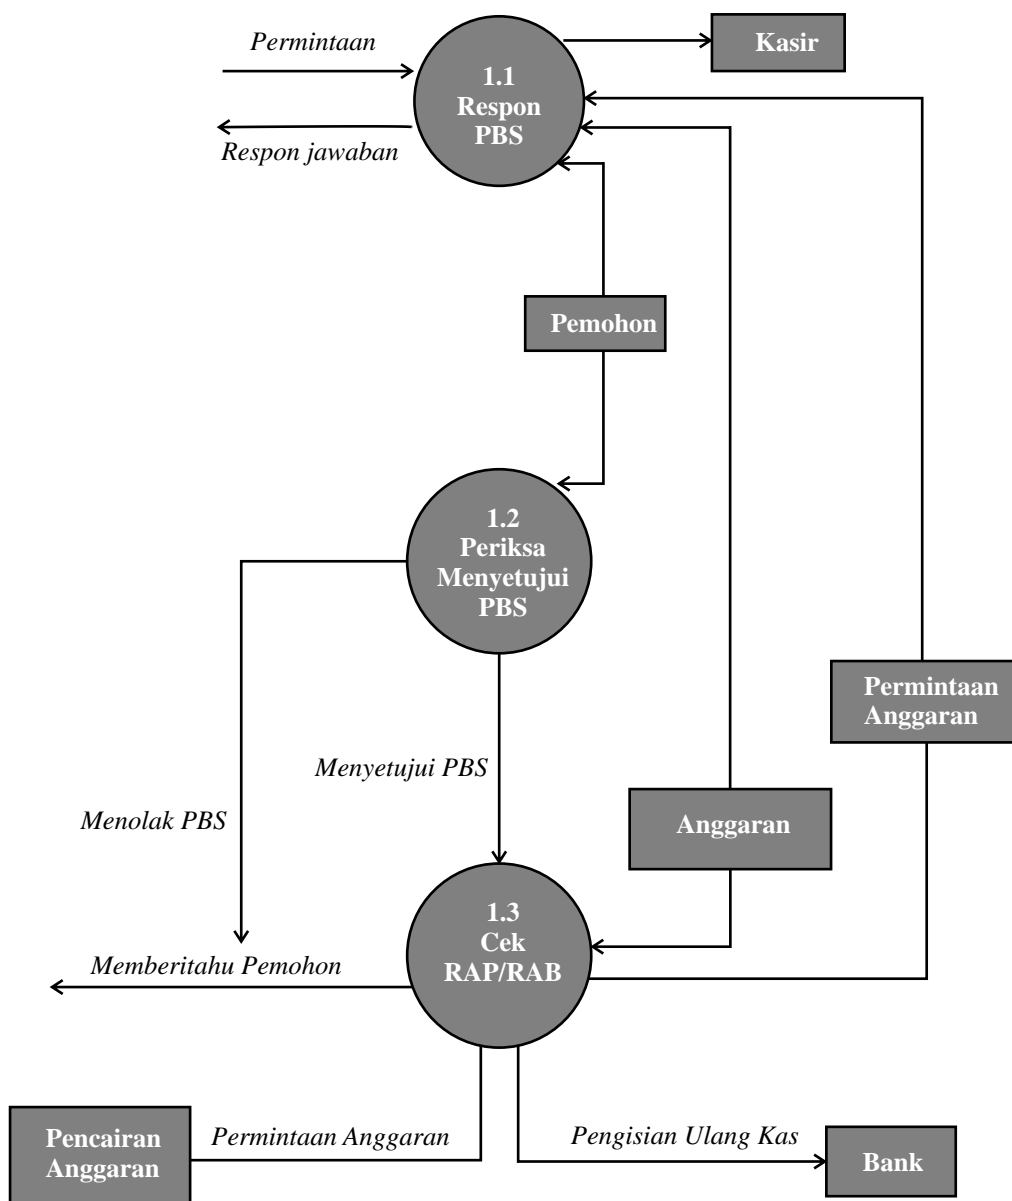 Permintaan
Kasir
1.1
Respon
PBS
Respon jawaban
Pemohon
1.2
Periksa
Menyetujui
PBS
Permintaan
Anggaran
Menyetujui PBS
Menolak PBS
Anggaran
1.3
Cek
RAP/RAB
Memberitahu Pemohon
Pencairan
Anggaran
Permintaan Anggaran
Pengisian Ulang Kas
Bank